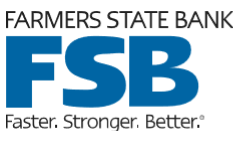 FARMERS STATE BANK
FSB
Faster. Stronger. Better.®